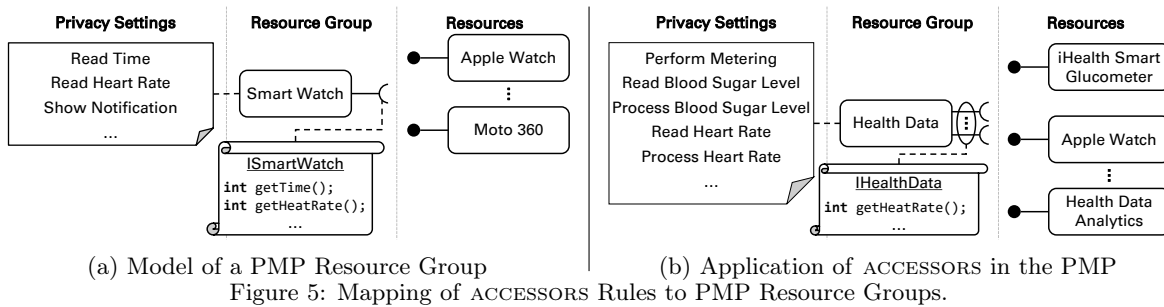 Privacy Settings
Resource Group
Resources
Read Time
Read Heart Rate
Show Notification
...
Smart Watch
ISmartWatch
int getTime();
int getHeatRate();
...
Apple Watch
Moto 360
(a) Model of a PMP Resource Group
Privacy Settings
Resource Group
Resources
Perform Metering
Read Blood Sugar Level
Process Blood Sugar Level
Read Heart Rate
Process Heart Rate
...
Health Data
IHealthData
int getHeatRate();
...
iHealth Smart
Glucometer
Apple Watch
Health Data
Analytics
(b) Application of ACCESSORS in the PMP
Figure 5: Mapping of ACCESSORS Rules to PMP Resource Groups.